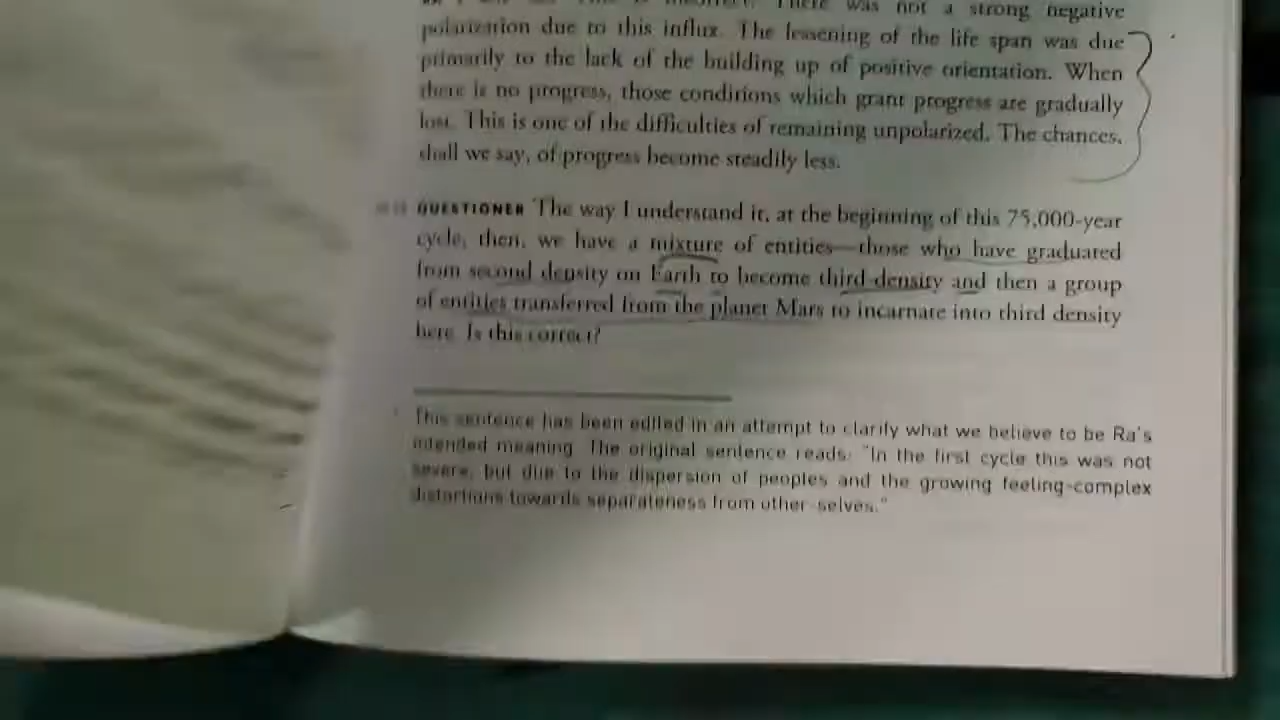 There was not a strong negative
polarization due to this influx. The lessening of the life span was due
primarily to the lack of the building up of positive orientation. When
there is no progress, those conditions which grant progress are gradually
lost. This is one of the difficulties of remaining unpolarized. The chances,
shall we say, of progress become steadily less.
QUESTIONER The way I understand it, at the beginning of this 75,000-year
cycle, then, we have a mixture of entities—those who have graduated
from second density on Earth to become third-density and then a group
of entities transferred from the planet Mars to incarnate into third density
here. Is this correct?
This sentence has been edited in an attempt to clarify what we believe to be Ra's
intended meaning. The original sentence reads: "In the first cycle this was not
severe, but due to the dispersion of peoples and the growing feeling-complex
distortions towards separateness from other-selves."